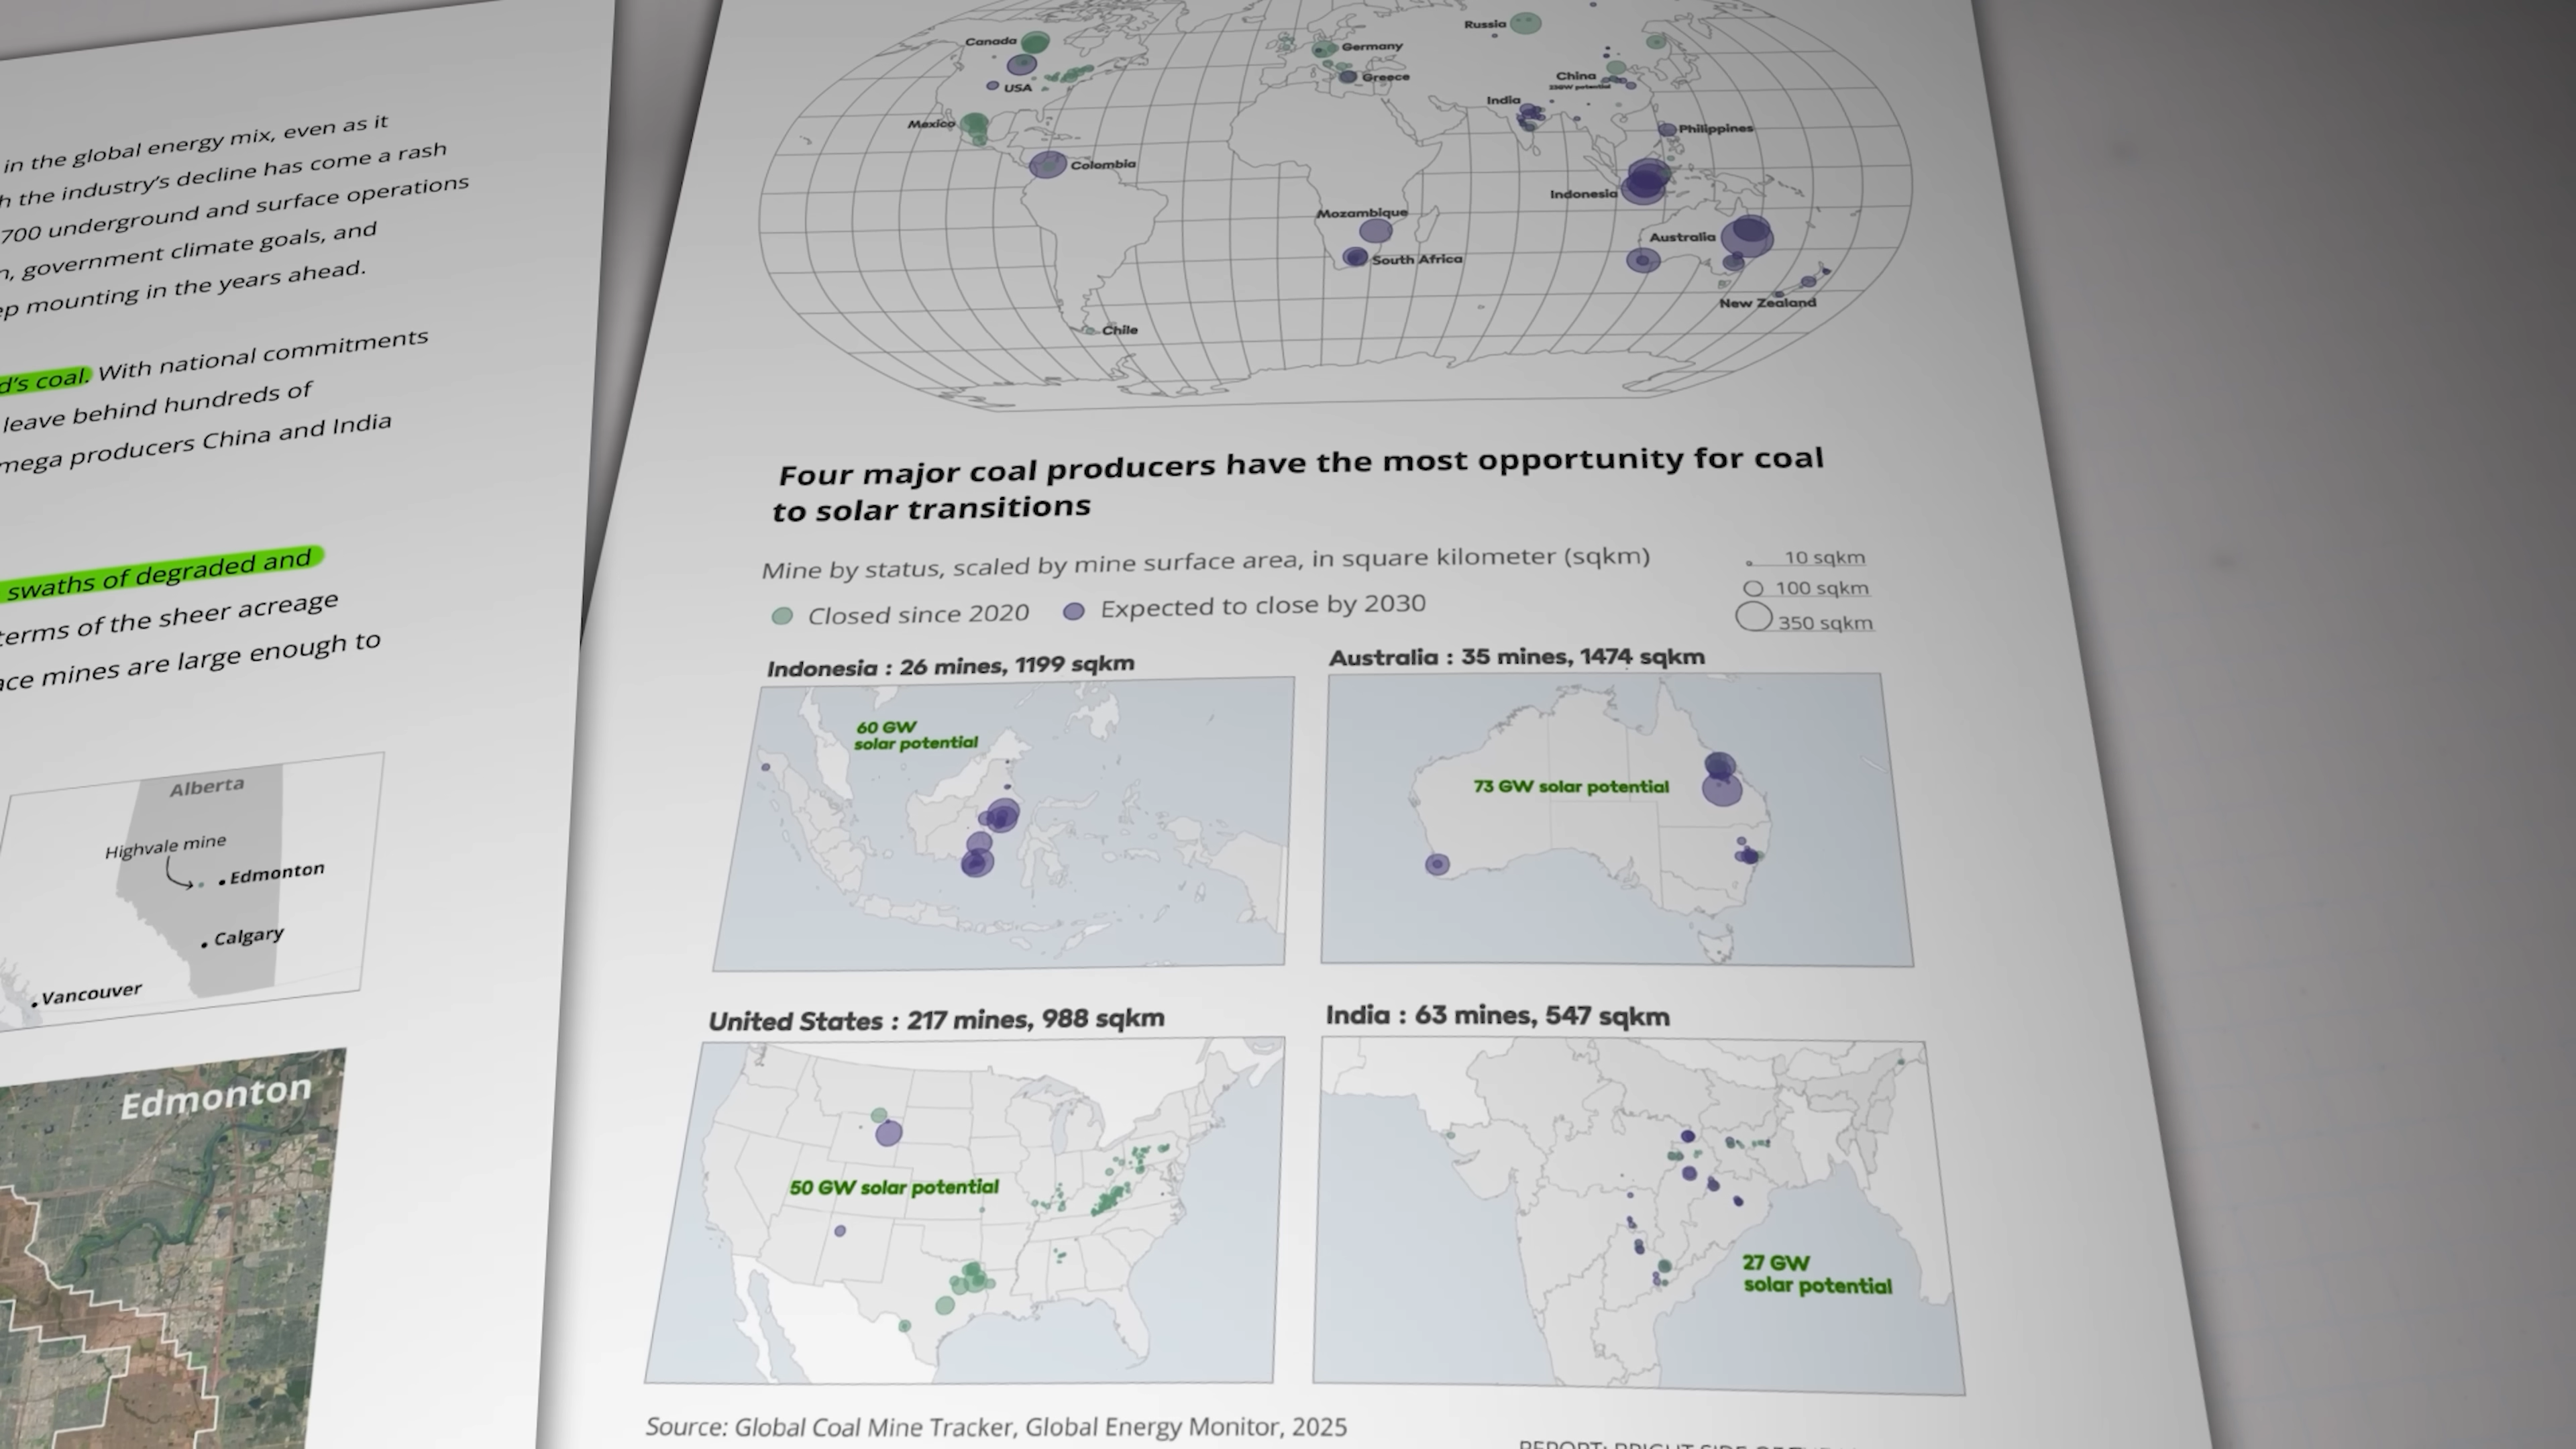 in the global energy mix, even as it
the industry's decline has come a rash
700 underground and surface operations
government climate goals, and
mounting in the years ahead.
d's coal. With national commitments
leave behind hundreds of
mega producers China and India
swaths of degraded and
terms of the sheer acreage
mines are large enough to
Alberta
Highvale mine
Edmonton
Calgary
Vancouver
Edmonton
Canada
Russia
Germany
Greece
China
USA
India
Mexico
Philippines
Colombia
Indonesia
Mozambique
Australia
South Africa
New Zealand
Chile
Four major coal producers have the most opportunity for coal
to solar transitions
Mine by status, scaled by mine surface area, in square kilometer (sqkm)
10 sqkm
100 sqkm
350 sqkm
Closed since 2020
Expected to close by 2030
Indonesia : 26 mines, 1199 sqkm
60 GW
solar potential
Australia : 35 mines, 1474 sqkm
73 GW solar potential
United States : 217 mines, 988 sqkm
50 GW solar potential
India : 63 mines, 547 sqkm
27 GW
solar potential
Source: Global Coal Mine Tracker, Global Energy Monitor, 2025